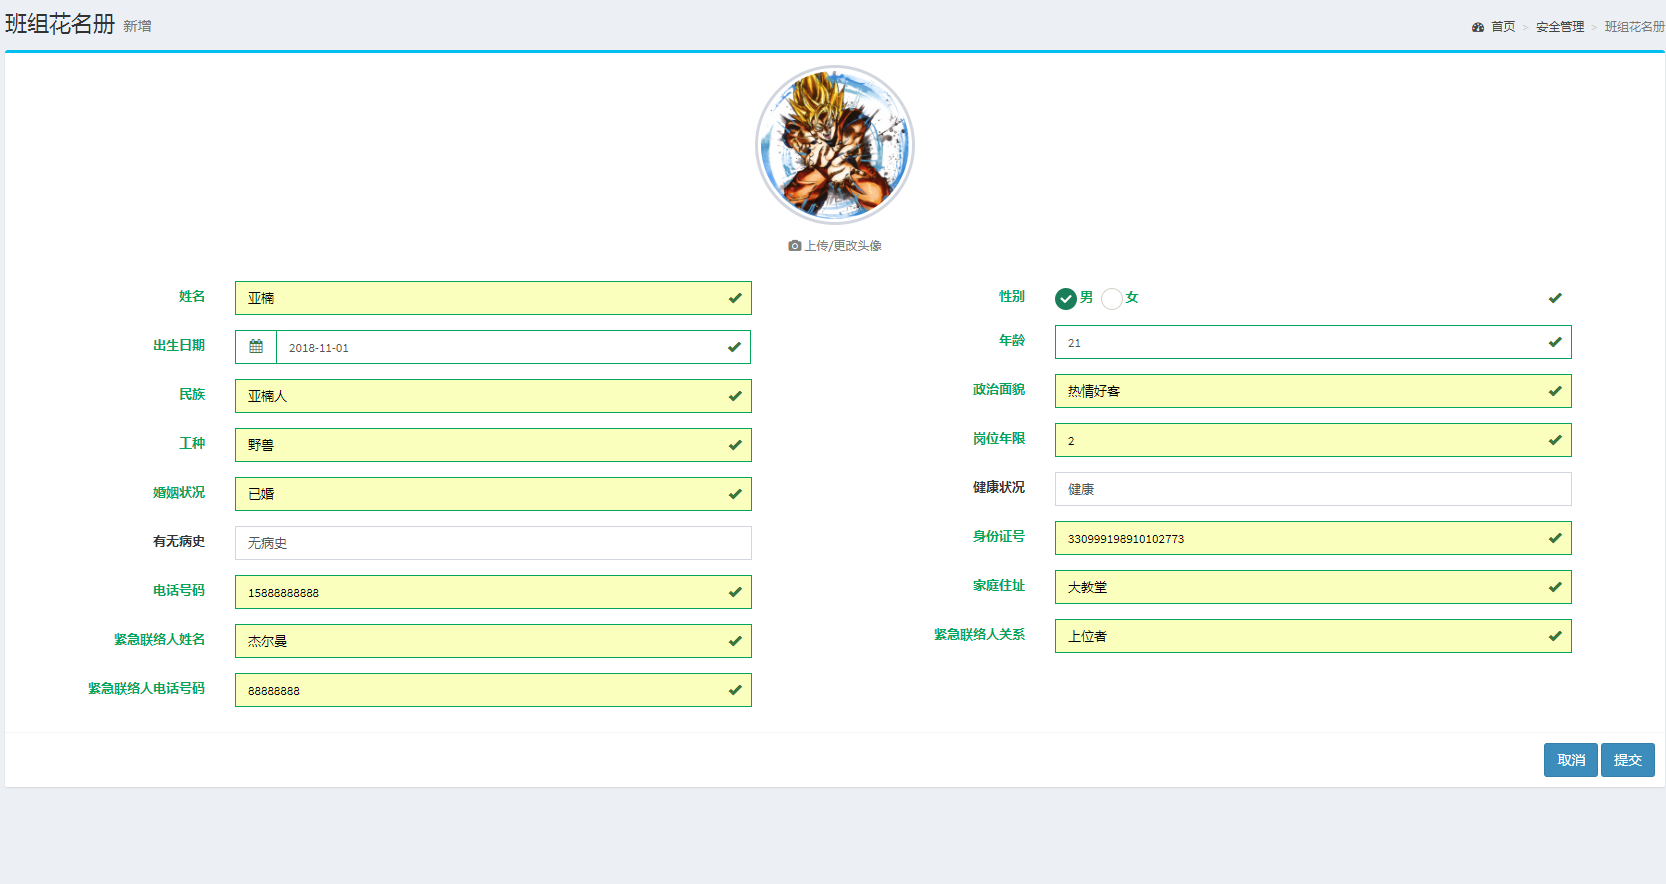 班组花名册 新增
首页 > 安全管理 > 班组花名册
上传/更改头像
姓名 亚楠
性别 男 女
出生日期 2018-11-01
年龄 21
民族 亚楠人
政治面貌 热情好客
工种 野兽
岗位年限 2
婚姻状况 已婚
健康状况 健康
有无病史 无病史
身份证号 330999198910102773
电话号码 15888888888
家庭住址 大教堂
紧急联络人姓名 杰尔曼
紧急联络人关系 上位者
紧急联络人电话号码 88888888
取消 提交